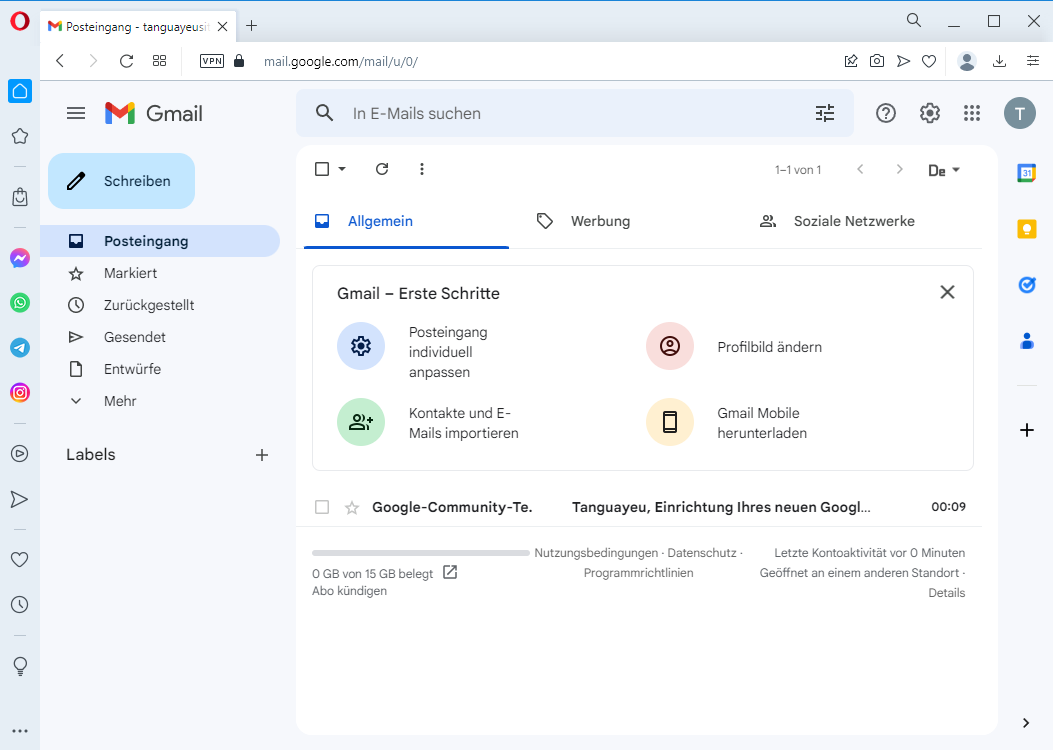 Posteingang - tanguayeusit
VPN
mail.google.com/mail/u/0/
Gmail
In E-Mails suchen
T
Schreiben
1–1 von 1
De
31
Posteingang
Allgemein
Werbung
Soziale Netzwerke
Markiert
Zurückgestellt
Gesendet
Entwürfe
Mehr
Labels
Gmail – Erste Schritte
Posteingang
individuell
anpassen
Profilbild ändern
Kontakte und E-
Mails importieren
Gmail Mobile
herunterladen
Google-Community-Te. Tanguayeu, Einrichtung Ihres neuen Googl... 00:09
0 GB von 15 GB belegt
Abo kündigen
Nutzungsbedingungen · Datenschutz ·
Programmrichtlinien
Letzte Kontoaktivität vor 0 Minuten
Geöffnet an einem anderen Standort ·
Details